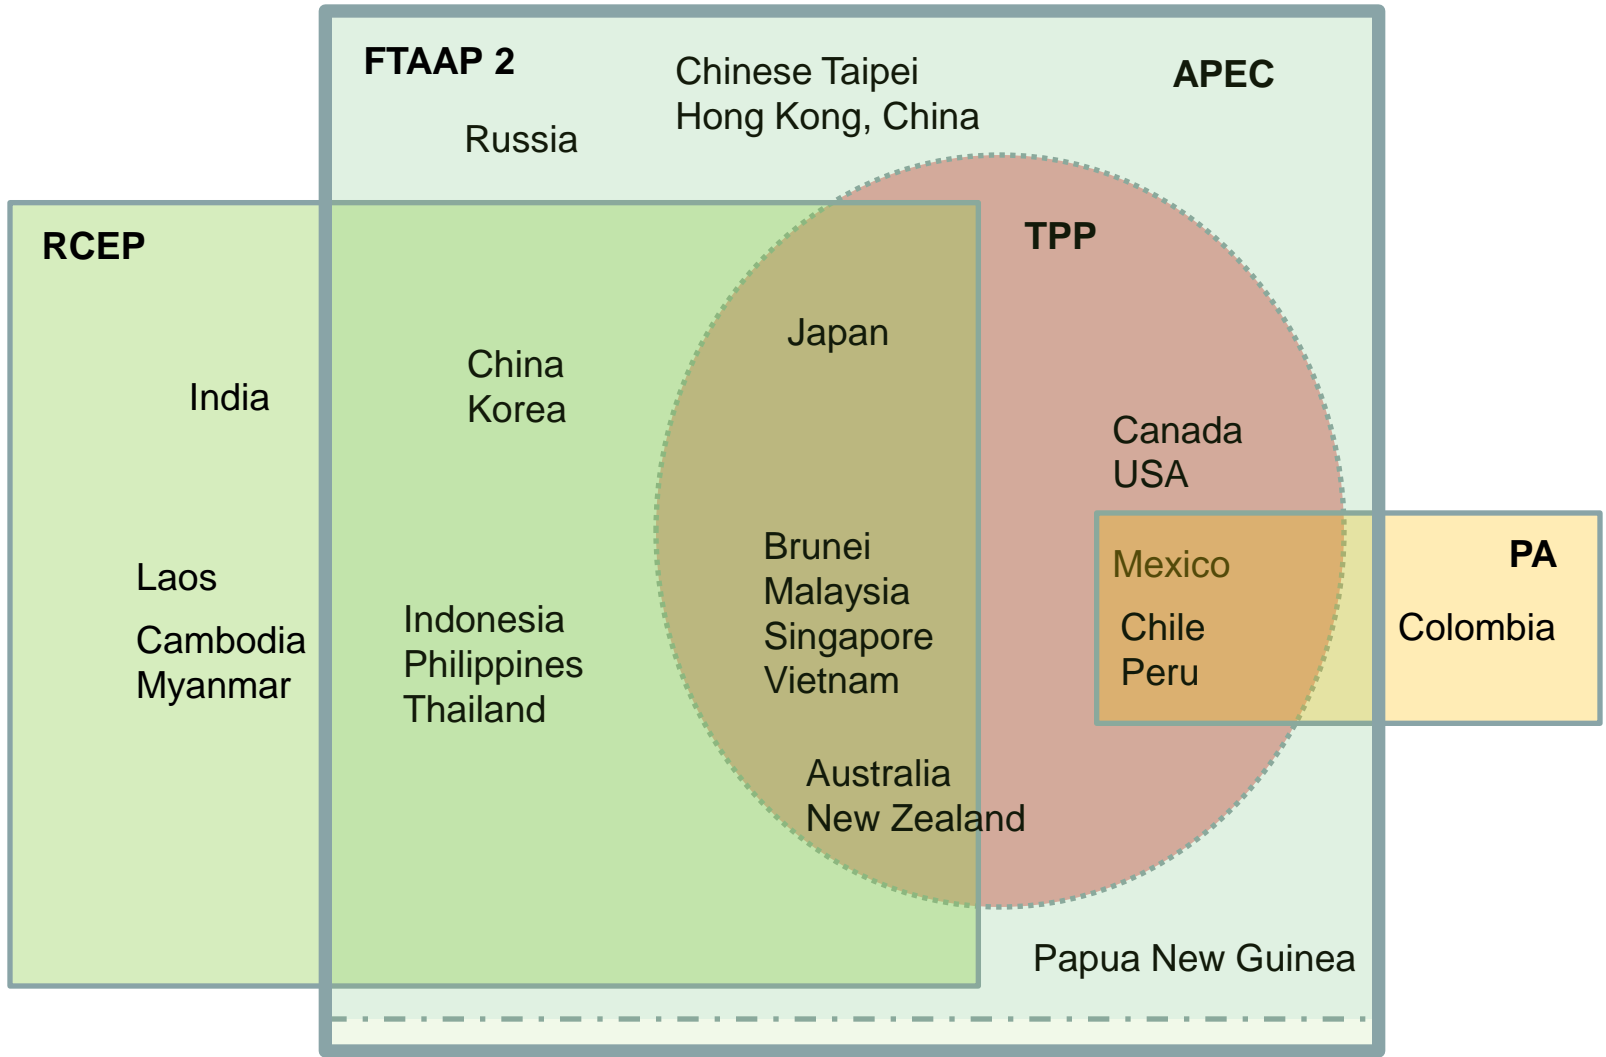 FTAAP 2
Chinese Taipei
Hong Kong, China
APEC
Russia
RCEP
TPP
Japan
China
Korea
India
Canada
USA
Brunei
Malaysia
Singapore
Vietnam
Mexico
PA
Laos
Cambodia
Myanmar
Indonesia
Philippines
Thailand
Chile
Peru
Colombia
Australia
New Zealand
Papua New Guinea